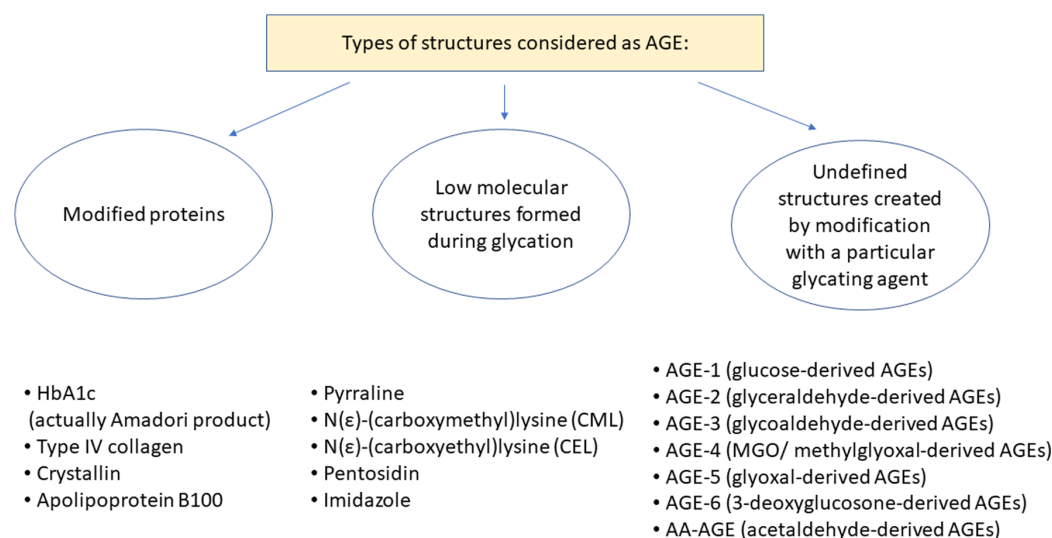 Types of structures considered as AGE:
Modified proteins
Low molecular
structures formed
during glycation
Undefined
structures created
by modification
with a particular
glycating agent
• HbA1c
(actually Amadori product)
• Type IV collagen
• Crystallin
• Apolipoprotein B100
• Pyrraline
• N(ε)-(carboxymethyl)lysine (CML)
• N(ε)-(carboxyethyl)lysine (CEL)
• Pentosidin
• Imidazole
• AGE-1 (glucose-derived AGEs)
• AGE-2 (glyceraldehyde-derived AGEs)
• AGE-3 (glycoaldehyde-derived AGEs)
• AGE-4 (MGO/ methylglyoxal-derived AGEs)
• AGE-5 (glyoxal-derived AGEs)
• AGE-6 (3-deoxyglucosone-derived AGEs)
• AA-AGE (acetaldehyde-derived AGEs)